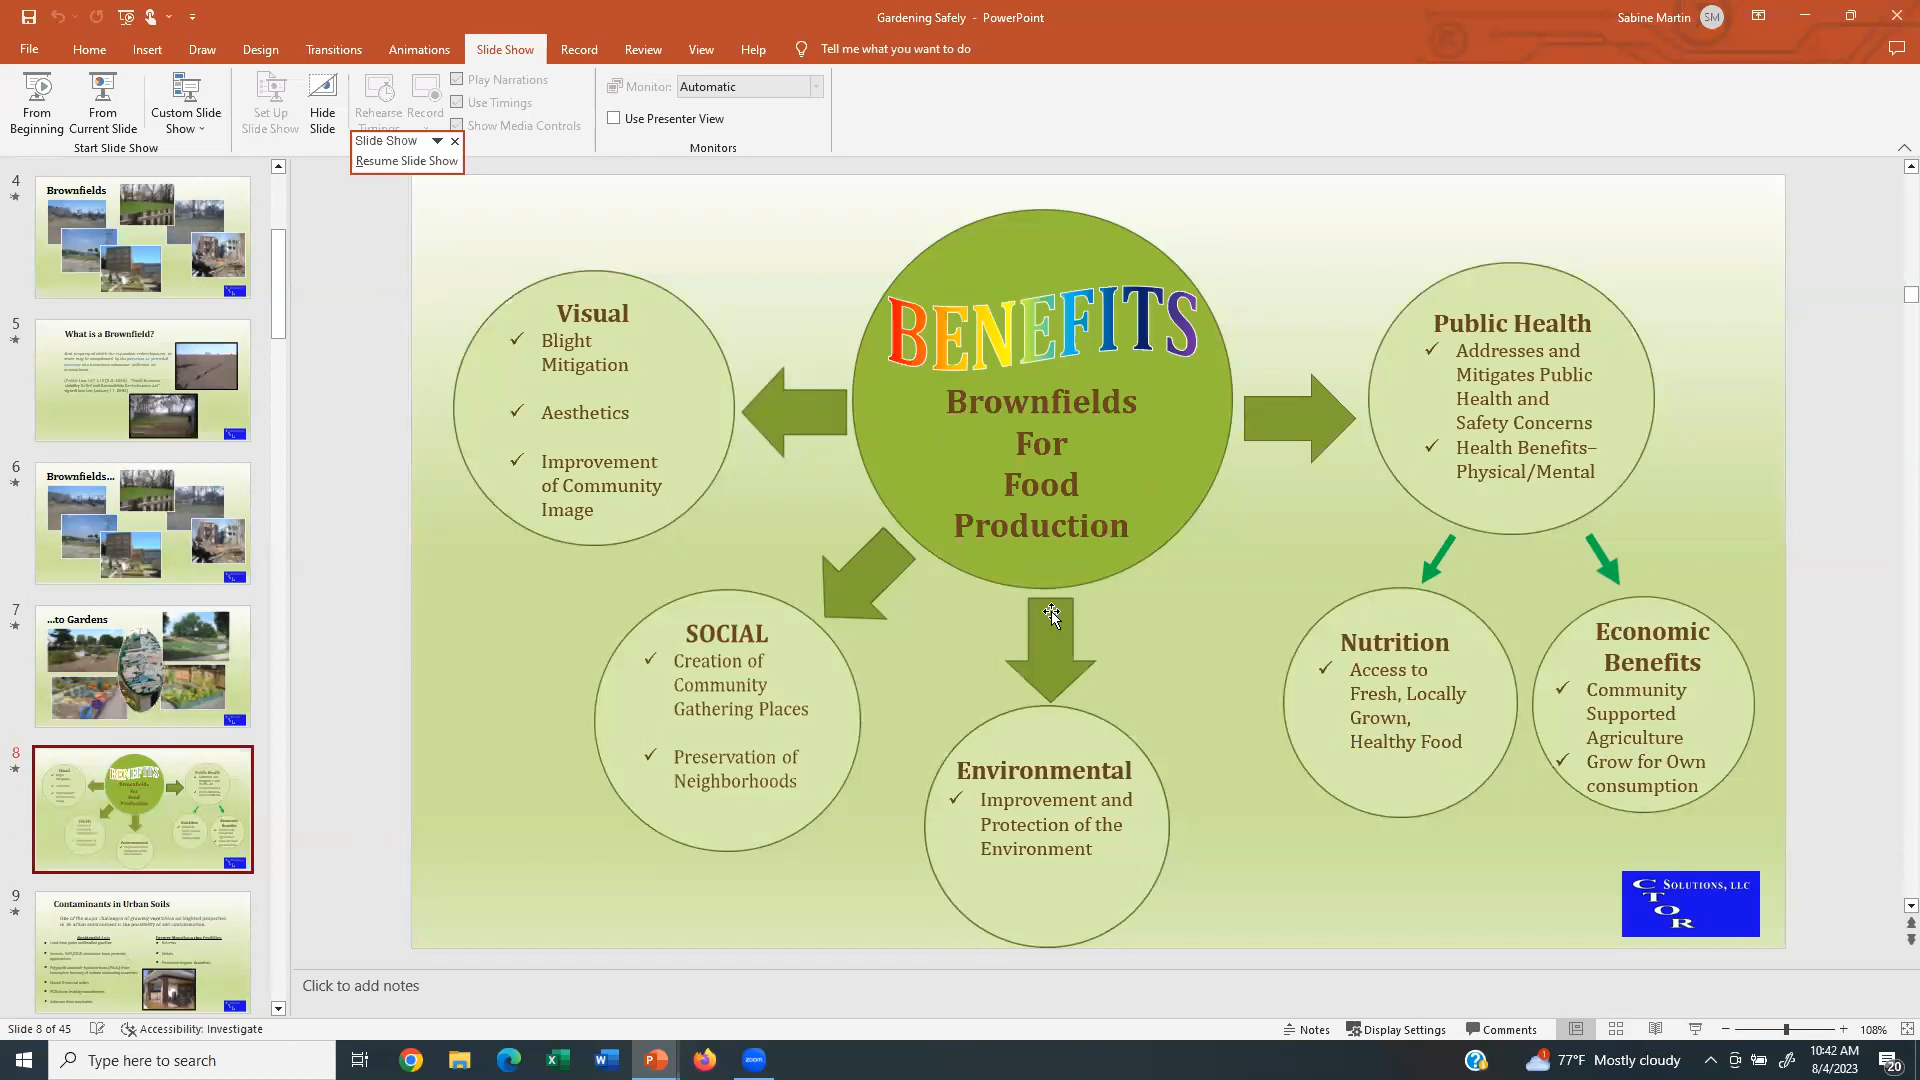 Gardening Safely - PowerPoint
Sabine Martin
SM
File
Home
Insert
Draw
Design
Transitions
Animations
Slide Show
Record
Review
View
Help
Tell me what you want to do
From
Beginning
From
Current Slide
Custom Slide
Show
Start Slide Show
Set Up
Slide Show
Hide
Slide
Rehearse
Timings
Record
Play Narrations
Use Timings
Show Media Controls
Slide Show
Resume Slide Show
Monitor:
Automatic
Use Presenter View
Monitors
4
Brownfields
5
What is a Brownfield?
6
Brownfields...
7
...to Gardens
8
9
Contaminants in Urban Soils
BENEFITS
Brownfields
For
Food
Production
Visual
✓ Blight
Mitigation
✓ Aesthetics
✓ Improvement
of Community
Image
SOCIAL
✓ Creation of
Community
Gathering Places
✓ Preservation of
Neighborhoods
Environmental
✓ Improvement and
Protection of the
Environment
Public Health
✓ Addresses and
Mitigates Public
Health and
Safety Concerns
✓ Health Benefits–
Physical/Mental
Nutrition
✓ Access to
Fresh, Locally
Grown,
Healthy Food
Economic
Benefits
✓ Community
Supported
Agriculture
✓ Grow for Own
consumption
CTOR SOLUTIONS, LLC
Click to add notes
Slide 8 of 45
Accessibility: Investigate
Notes
Display Settings
Comments
108%
Type here to search
zoom
1
77°F Mostly cloudy
10:42 AM
8/4/2023
20